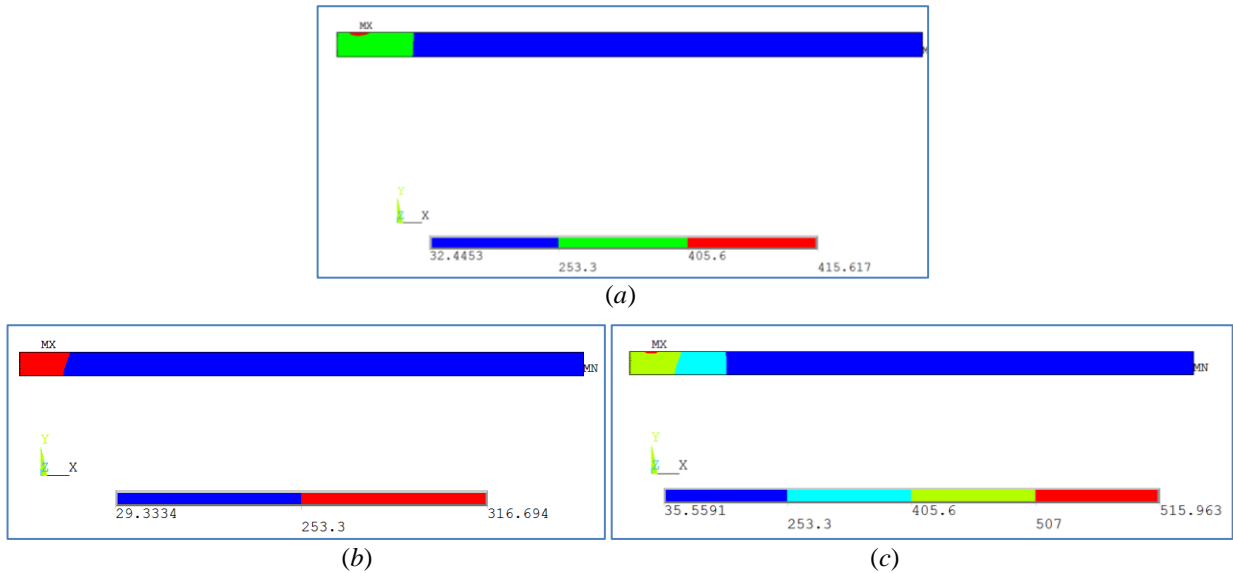 MX
Y
Z X
32.4453 405.6
253.3 415.617
(a)
MX
MN
Y
Z X
29.3334 316.694
253.3
(b)
MX
MN
Y
Z X
35.5591 405.6 515.963
253.3 507
(c)